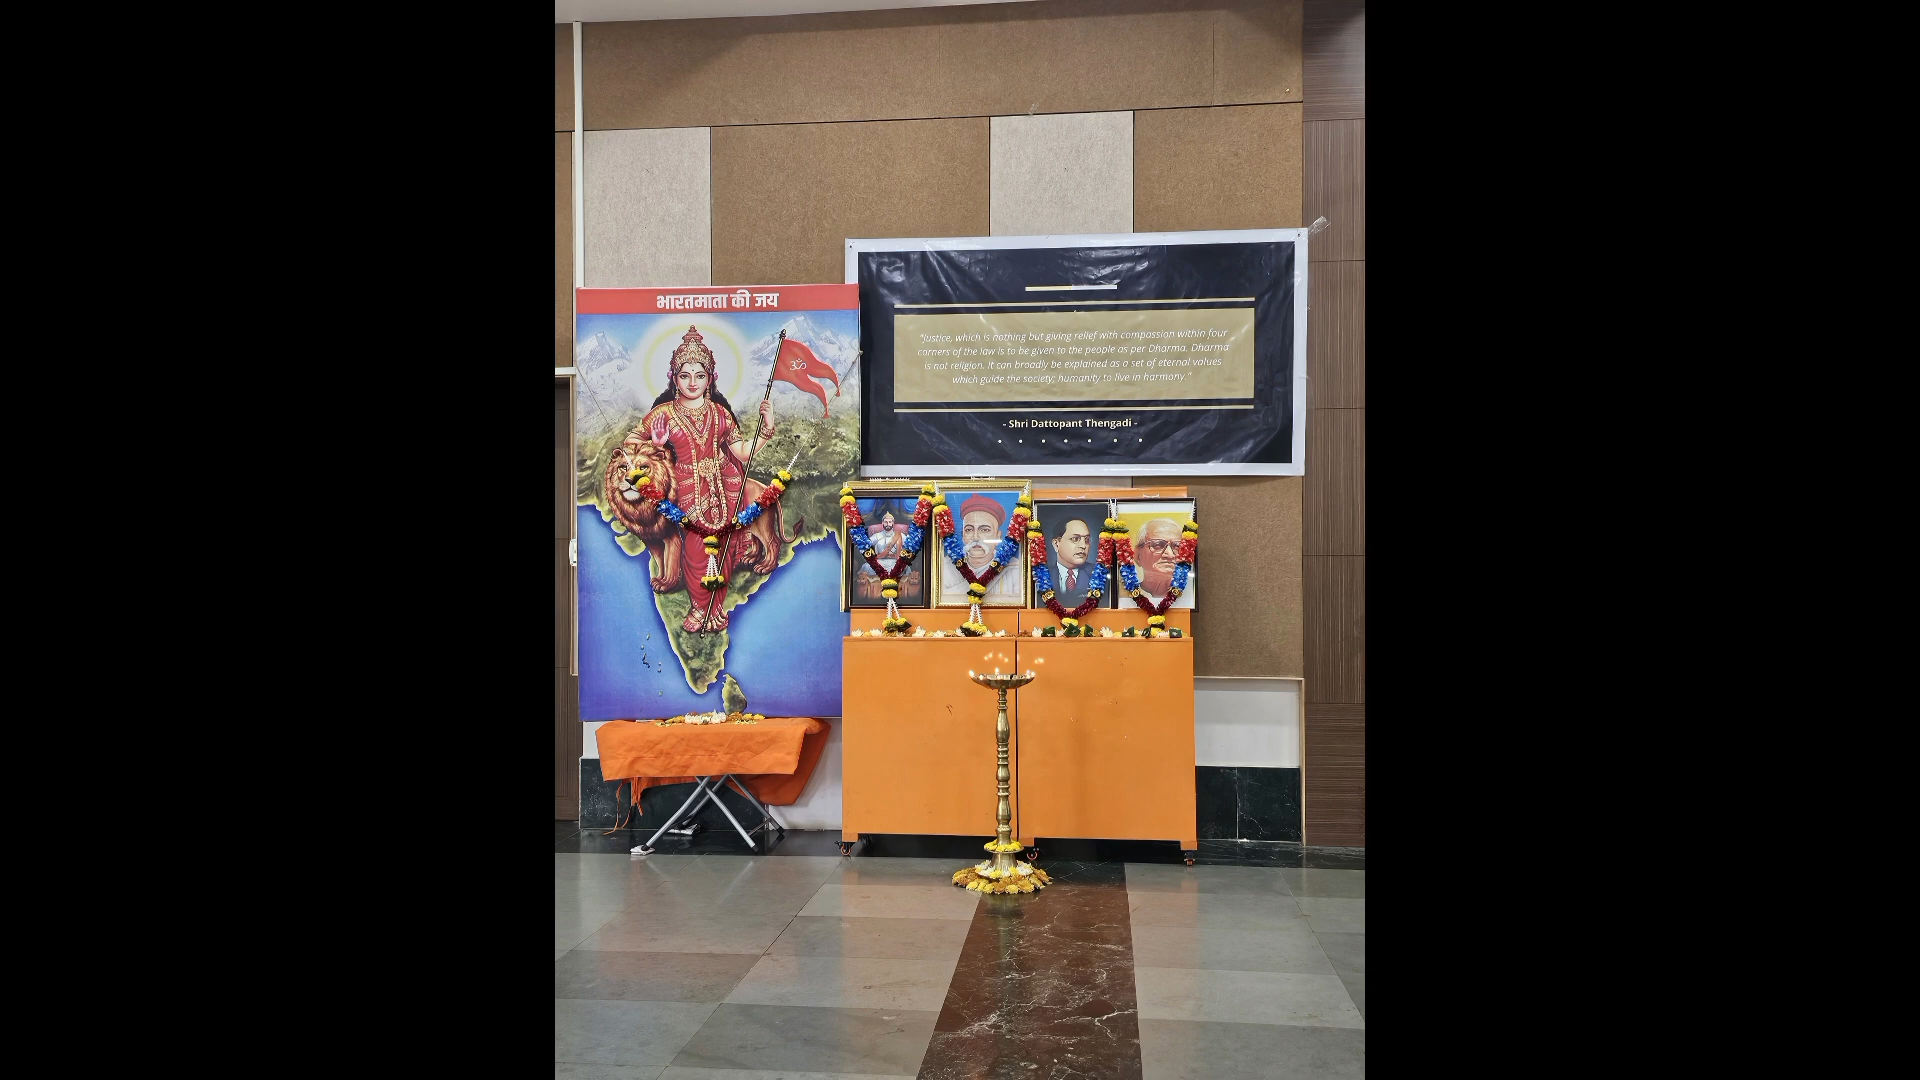 भारतमाता की जय
ॐ
"Justice, which is nothing but giving relief with compassion within four
corners of the law is to be given to the people as per Dharma. Dharma
is not religion. It can broadly be explained as a set of eternal values
which guide the society; humanity to live in harmony."
- Shri Dattopant Thengadi -